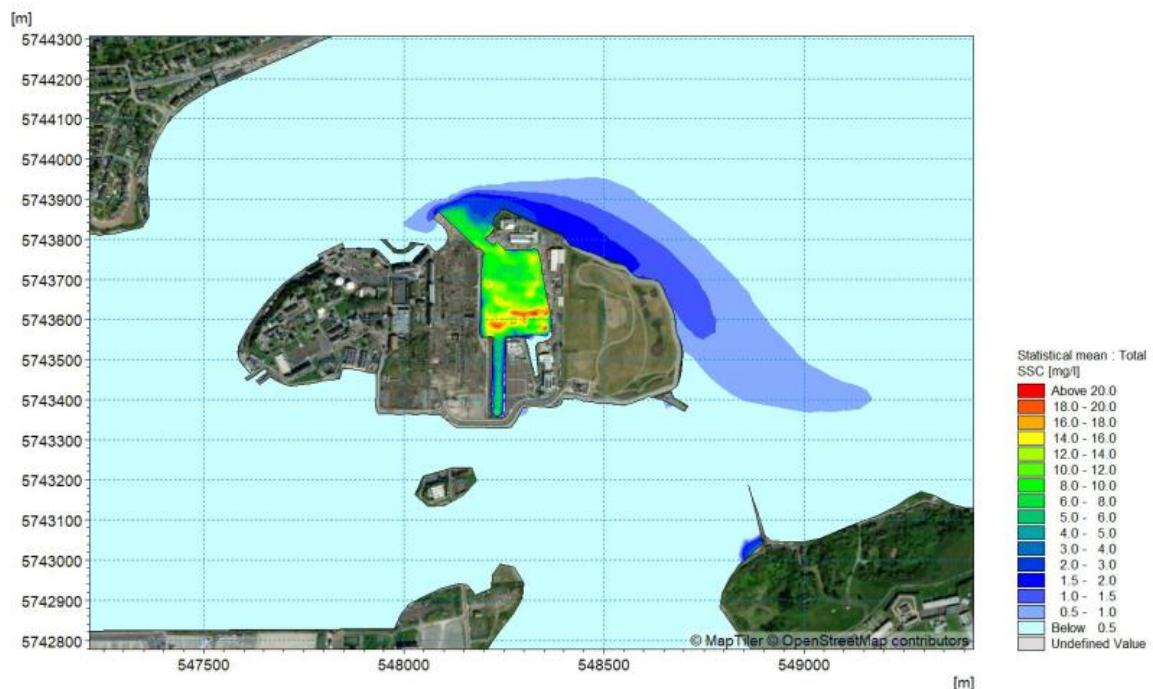 [m]
5744300
5744200
5744100
5744000
5743900
5743800
5743700
5743600
5743500
5743400
5743300
5743200
5743100
5743000
5742900
5742800
547500
548000
548500
549000
[m]
© MapTiler © OpenStreetMap contributors
Statistical mean : Total
SSC [mg/l]
Above 20.0
18.0 - 20.0
16.0 - 18.0
14.0 - 16.0
12.0 - 14.0
10.0 - 12.0
8.0 - 10.0
6.0 - 8.0
5.0 - 6.0
4.0 - 5.0
3.0 - 4.0
2.0 - 3.0
1.5 - 2.0
1.0 - 1.5
0.5 - 1.0
Below 0.5
Undefined Value